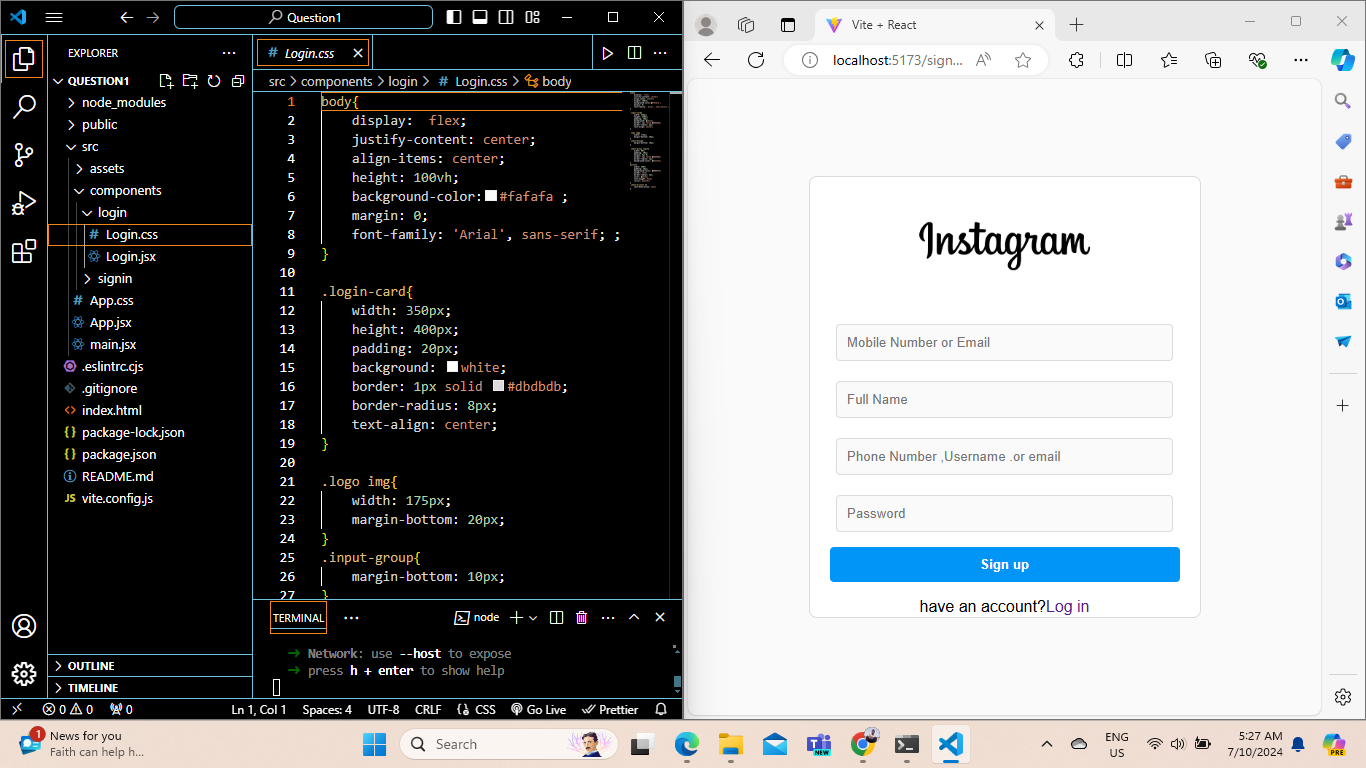 Question1
EXPLORER
QUESTION1
node_modules
public
src
assets
components
login
Login.css
Login.jsx
signin
App.css
App.jsx
main.jsx
.eslintrc.cjs
.gitignore
index.html
package-lock.json
package.json
README.md
vite.config.js
OUTLINE
TIMELINE
# Login.css
src > components > login > # Login.css > body
1 body{
2 display:  flex;
3 justify-content: center;
4 align-items: center;
5 height: 100vh;
6 background-color: #fafafa ;
7 margin: 0;
8 font-family: 'Arial', sans-serif; ;
9 }
10
11 .login-card{
12 width: 350px;
13 height: 400px;
14 padding: 20px;
15 background: white;
16 border: 1px solid #dbdbdb;
17 border-radius: 8px;
18 text-align: center;
19 }
20
21 .logo img{
22 width: 175px;
23 margin-bottom: 20px;
24 }
25 .input-group{
26 margin-bottom: 10px;
27 }
TERMINAL
node
→ Network: use --host to expose
→ press h + enter to show help
0 0 0
Ln 1, Col 1
Spaces: 4
UTF-8
CRLF
{} CSS
Go Live
Prettier
Vite + React
localhost:5173/sign...
Instagram
Mobile Number or Email
Full Name
Phone Number ,Username .or email
Password
Sign up
have an account?Log in
1
News for you
Faith can help h...
Search
NEW
ENG
US
5:27 AM
7/10/2024
PRE